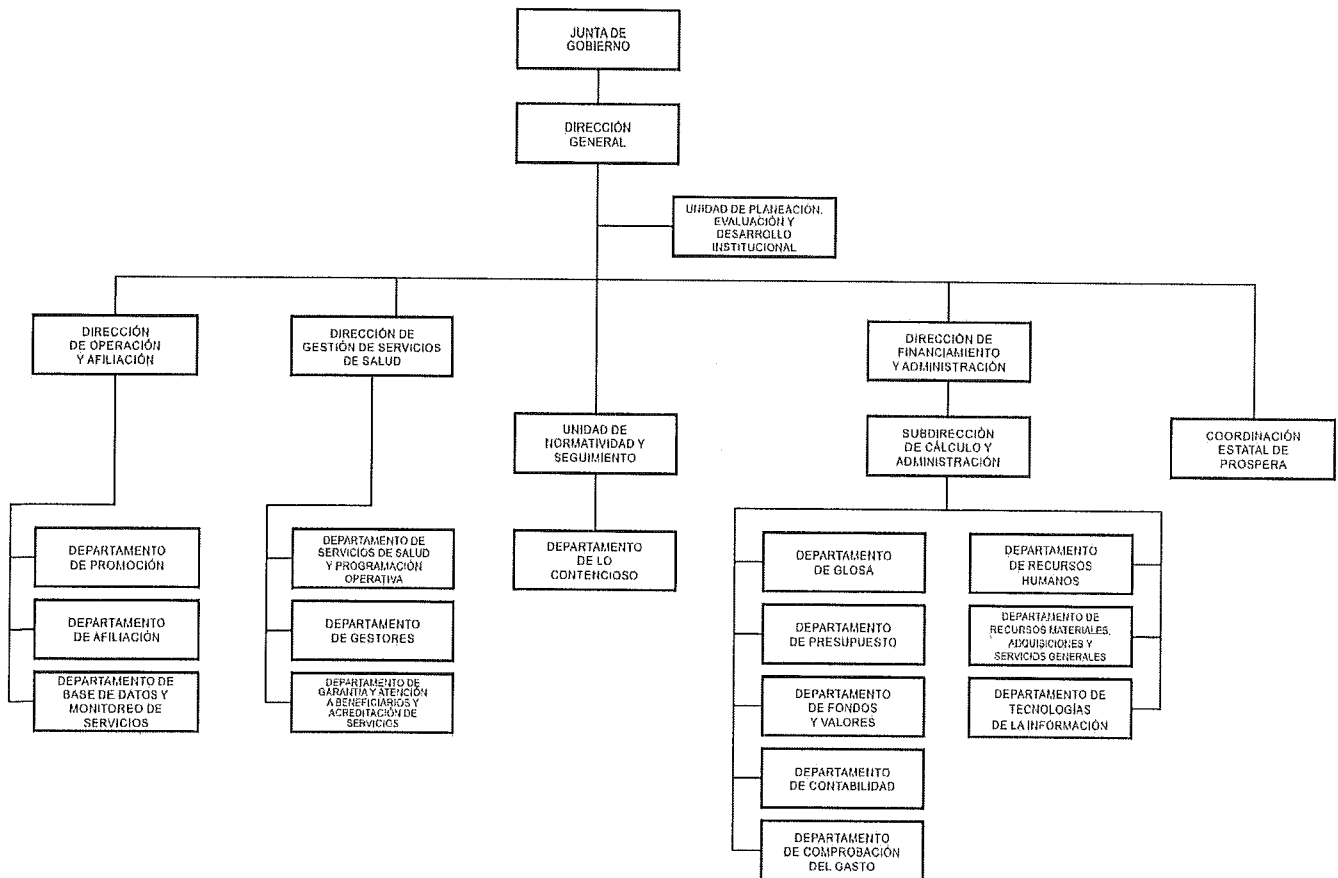 JUNTA DE
GOBIERNO
DIRECCIÓN
GENERAL
UNIDAD DE PLANEACIÓN,
EVALUACIÓN Y
DESARROLLO
INSTITUCIONAL
DIRECCIÓN
DE OPERACIÓN
Y AFILIACIÓN
DIRECCIÓN DE
GESTIÓN DE SERVICIOS
DE SALUD
DIRECCIÓN DE
FINANCIAMIENTO
Y ADMINISTRACIÓN
UNIDAD DE
NORMATIVIDAD Y
SEGUIMIENTO
SUBDIRECCIÓN
DE CÁLCULO Y
ADMINISTRACIÓN
COORDINACIÓN
ESTATAL DE
PROSPERA
DEPARTAMENTO
DE PROMOCIÓN
DEPARTAMENTO
DE AFILIACIÓN
DEPARTAMENTO DE
BASE DE DATOS Y
MONITOREO DE
SERVICIOS
DEPARTAMENTO DE
SERVICIOS DE SALUD
Y PROGRAMACIÓN
OPERATIVA
DEPARTAMENTO
DE GESTORES
DEPARTAMENTO DE
GARANTÍA Y ATENCIÓN
A BENEFICIARIOS Y
ACREDITACIÓN DE
SERVICIOS
DEPARTAMENTO
DE LO
CONTENCIOSO
DEPARTAMENTO
DE GLOSA
DEPARTAMENTO
DE PRESUPUESTO
DEPARTAMENTO
DE FONDOS
Y VALORES
DEPARTAMENTO
DE CONTABILIDAD
DEPARTAMENTO
DE COMPROBACIÓN
DEL GASTO
DEPARTAMENTO
DE RECURSOS
HUMANOS
DEPARTAMENTO DE
RECURSOS MATERIALES,
ADQUISICIONES Y
SERVICIOS GENERALES
DEPARTAMENTO DE
TECNOLOGÍAS
DE LA INFORMACIÓN